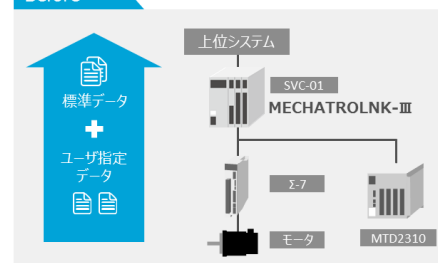 Before
上位システム
SVC-01
MECHATROLNK-Ⅲ
標準データ
ユーザ指定
データ
Σ-7
モータ
MTD2310